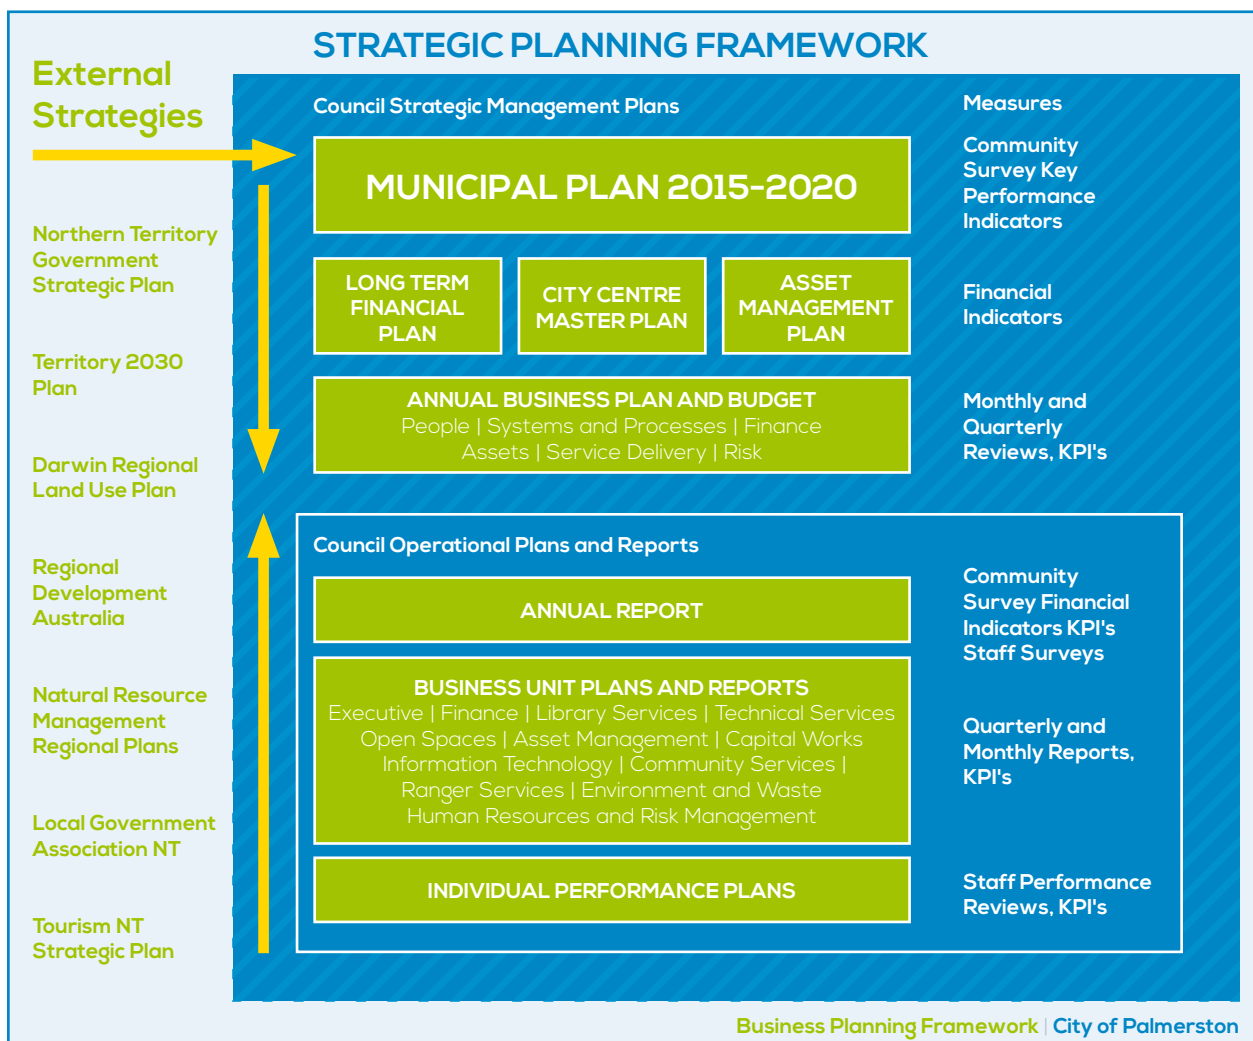 STRATEGIC PLANNING FRAMEWORK
External
Strategies
Northern Territory
Government
Strategic Plan
Territory 2030
Plan
Darwin Regional
Land Use Plan
Regional
Development
Australia
Natural Resource
Management
Regional Plans
Local Government
Association NT
Tourism NT
Strategic Plan
Council Strategic Management Plans
Measures
MUNICIPAL PLAN 2015-2020
Community
Survey Key
Performance
Indicators
LONG TERM
FINANCIAL
PLAN
CITY CENTRE
MASTER PLAN
ASSET
MANAGEMENT
PLAN
Financial
Indicators
ANNUAL BUSINESS PLAN AND BUDGET
People | Systems and Processes | Finance
Assets | Service Delivery | Risk
Monthly and
Quarterly
Reviews, KPI's
Council Operational Plans and Reports
ANNUAL REPORT
Community
Survey Financial
Indicators KPI's
Staff Surveys
BUSINESS UNIT PLANS AND REPORTS
Executive | Finance | Library Services | Technical Services
Open Spaces | Asset Management | Capital Works
Information Technology | Community Services |
Ranger Services | Environment and Waste
Human Resources and Risk Management
Quarterly and
Monthly Reports,
KPI's
INDIVIDUAL PERFORMANCE PLANS
Staff Performance
Reviews, KPI's
Business Planning Framework | City of Palmerston